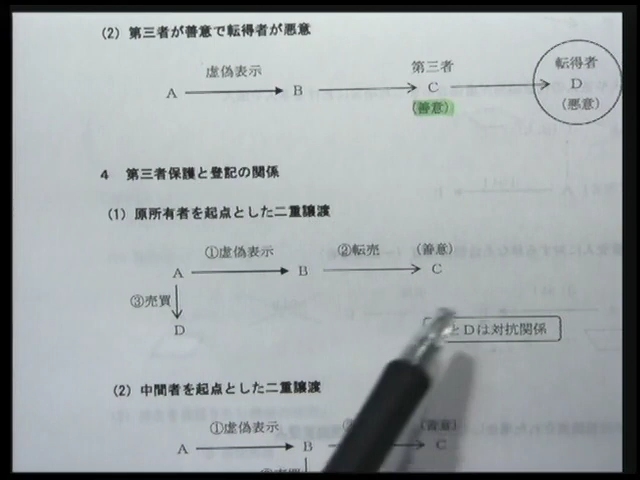 (2) 第三者が善意で転得者が悪意
虚偽表示 第三者 転得者
A B C D
(善意) (悪意)
4 第三者保護と登記の関係
(1) 原所有者を起点とした二重譲渡
①虚偽表示 ②転売 (善意)
A B C
③売買
D
とDは対抗関係
(2) 中間者を起点とした二重譲渡
①虚偽表示 (善意)
A B C